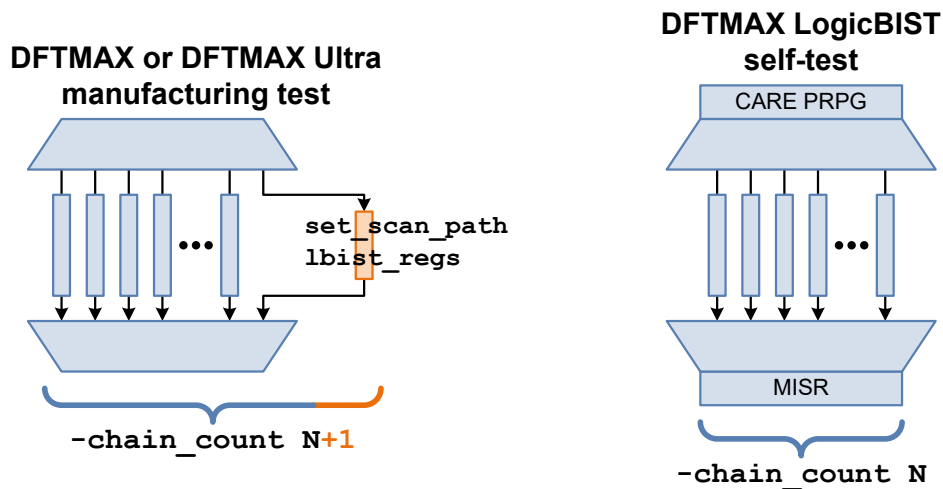 DFTMAX or DFTMAX Ultra
manufacturing test
set_scan_path
lbist_regs
-chain_count N+1
DFTMAX LogicBIST
self-test
CARE PRPG
MISR
-chain_count N